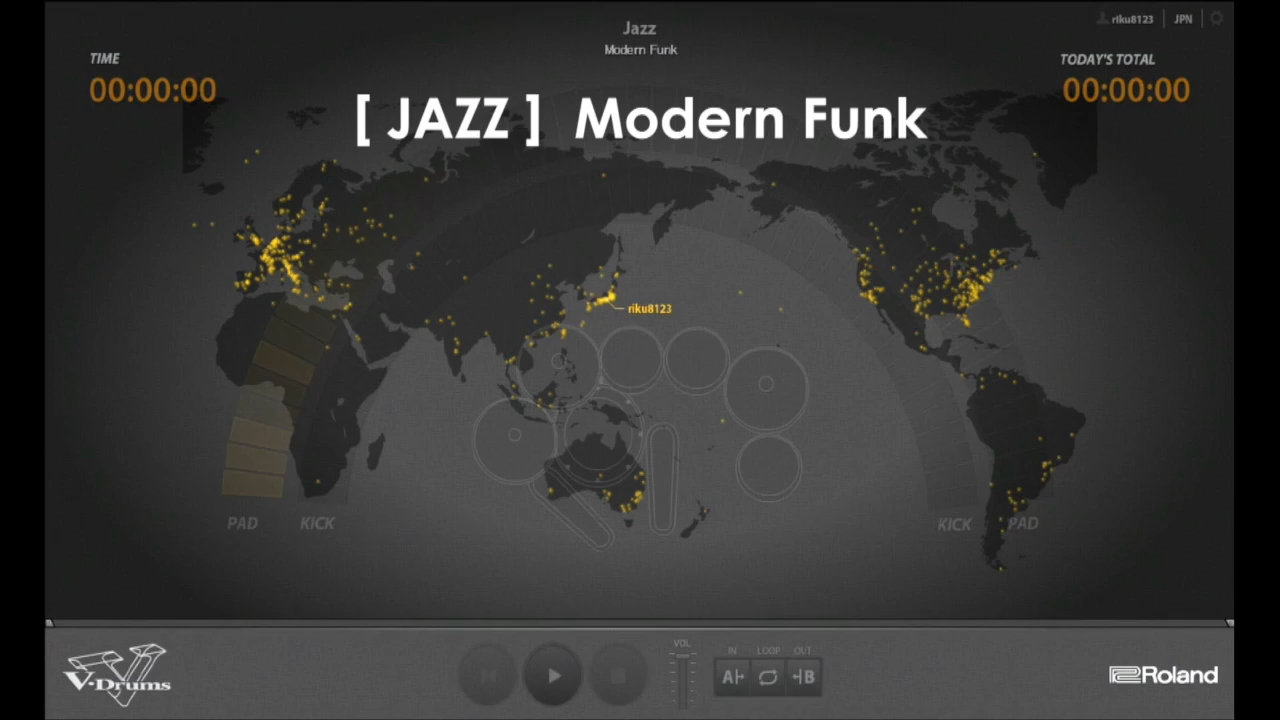 Jazz
Modern Funk
riku8123
JPN
TIME
00:00:00
TODAY'S TOTAL
00:00:00
[ JAZZ ] Modern Funk
riku8123
PAD
KICK
KICK
PAD
V-Drums
VOL
IN
LOOP
OUT
A
B
Roland